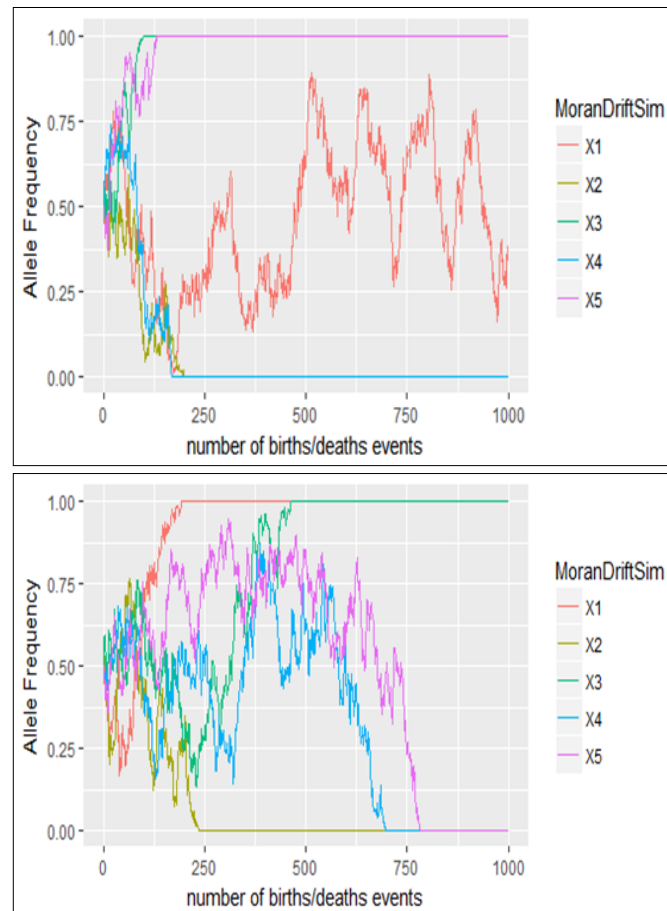 1.00
0.75
0.50
0.25
0.00
Allele Frequency
0 250 500 750 1000
number of births/deaths events
MoranDriftSim
X1
X2
X3
X4
X5
1.00
0.75
0.50
0.25
0.00
Allele Frequency
0 250 500 750 1000
number of births/deaths events
MoranDriftSim
X1
X2
X3
X4
X5